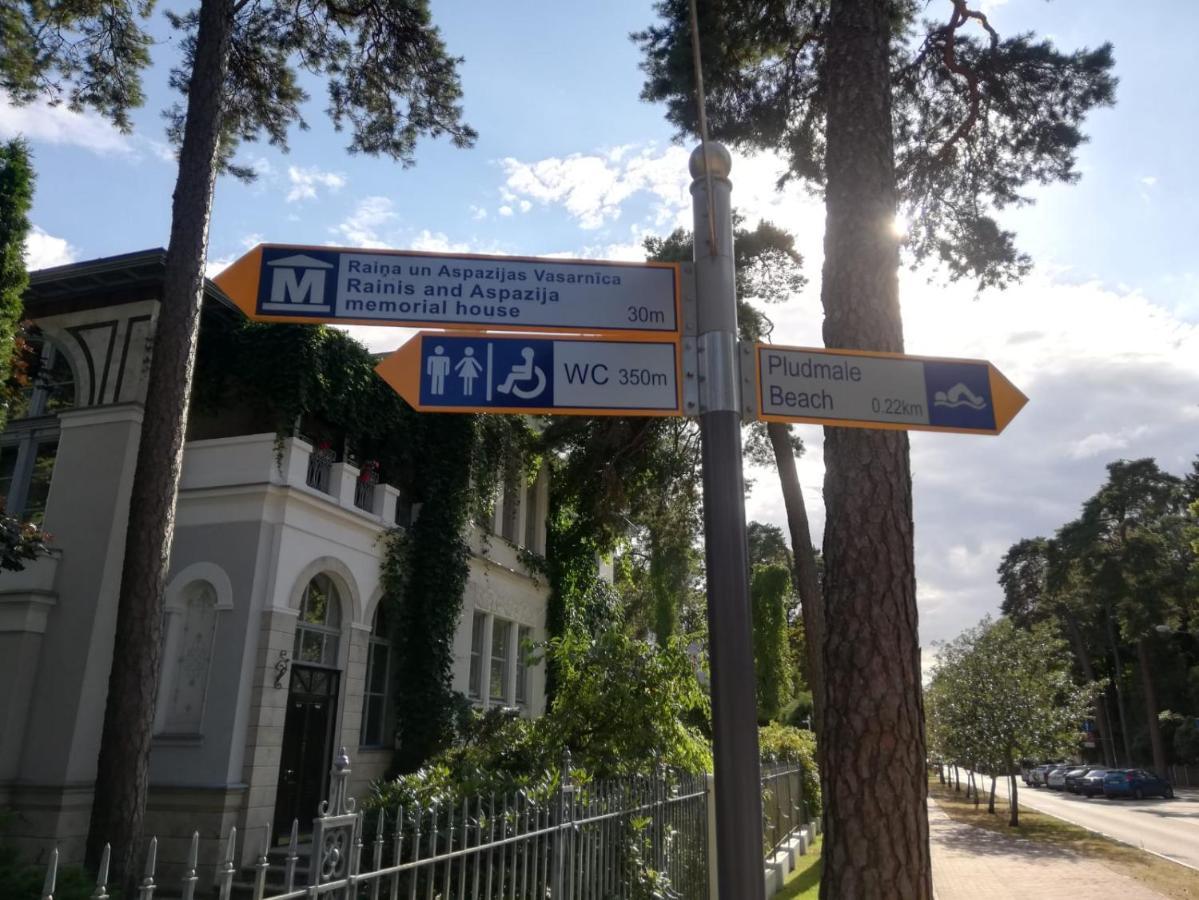 M
Raiņa un Aspazijas Vasarnīca
Rainis and Aspazija
memorial house
30m
WC 350m
Pludmale
Beach
0.22km